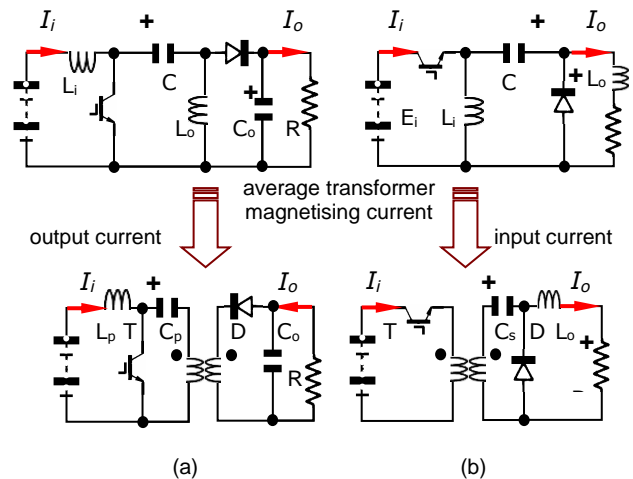 Ii + Io Ii Io
Li C + Lo Co R
Ei Li C + Lo
average transformer
magnetising current
output current input current
Ii + Io Ii + Io
Lp T Cp D Co R
T Cs D Lo +
(a) (b)